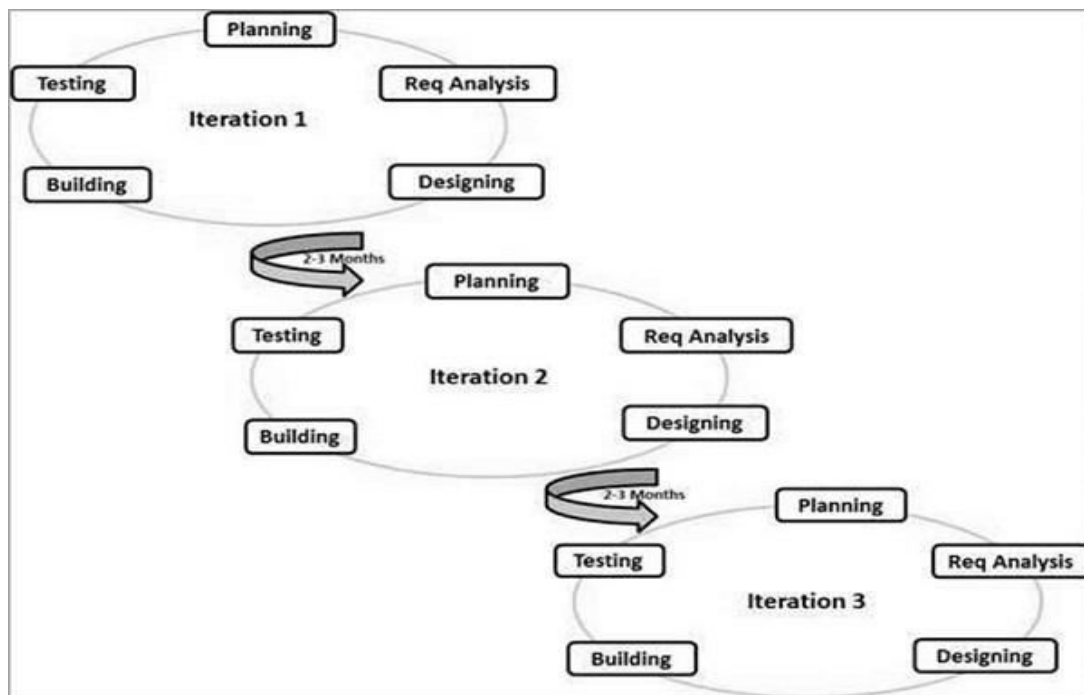 Planning
Testing
Req Analysis
Iteration 1
Building
Designing
2-3 Months
Planning
Testing
Req Analysis
Iteration 2
Building
Designing
2-3 Months
Planning
Testing
Req Analysis
Iteration 3
Building
Designing